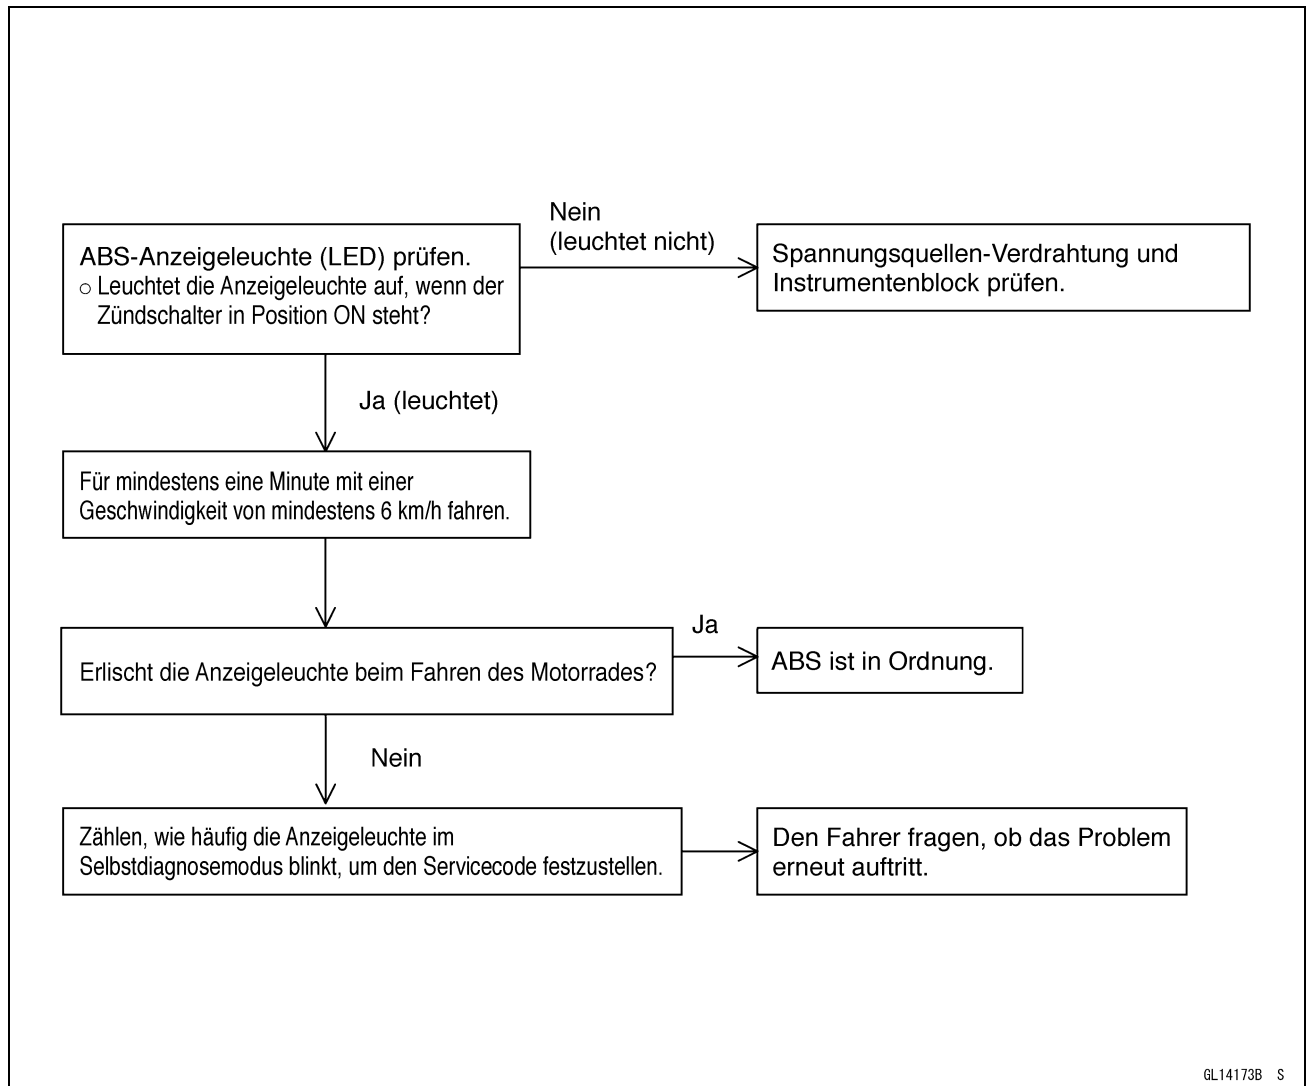 Nein
(leuchtet nicht)
ABS-Anzeigeleuchte (LED) prüfen.
○ Leuchtet die Anzeigeleuchte auf, wenn der
Zündschalter in Position ON steht?
Spannungsquellen-Verdrahtung und
Instrumentenblock prüfen.
Ja (leuchtet)
Für mindestens eine Minute mit einer
Geschwindigkeit von mindestens 6 km/h fahren.
Ja
Erlischt die Anzeigeleuchte beim Fahren des Motorrades?
ABS ist in Ordnung.
Nein
Zählen, wie häufig die Anzeigeleuchte im
Selbstdiagnosemodus blinkt, um den Servicecode festzustellen.
Den Fahrer fragen, ob das Problem
erneut auftritt.
GL14173B S